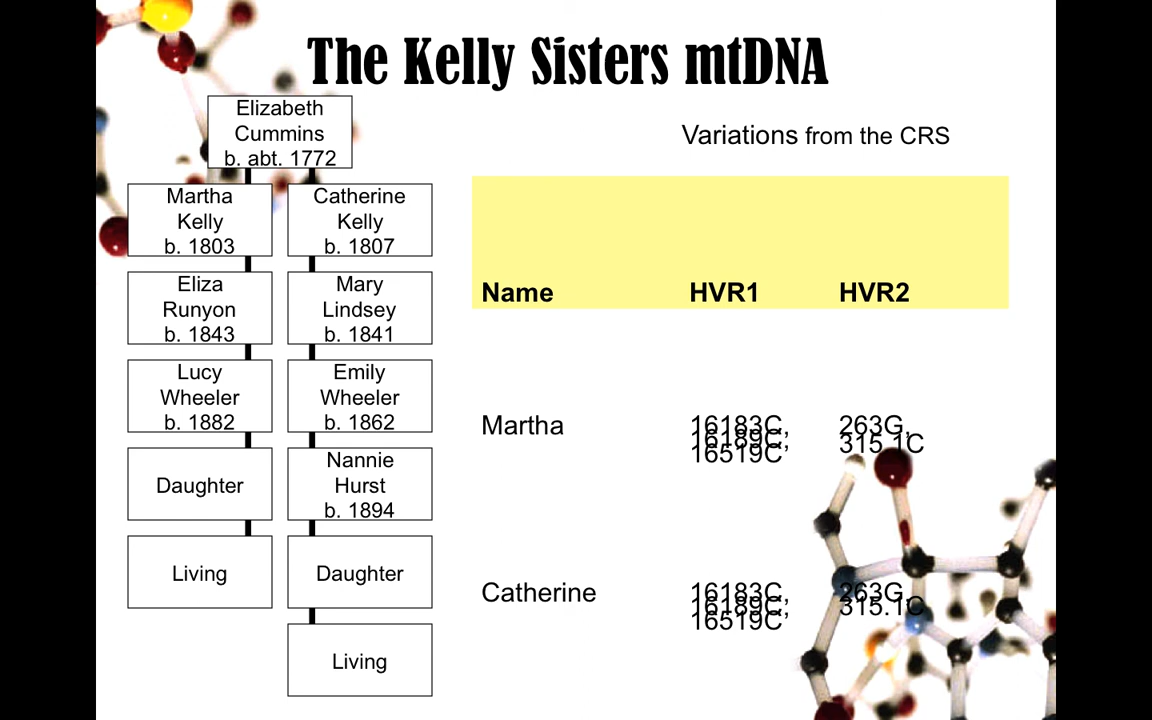 The Kelly Sisters mtDNA
Elizabeth
Cummins
b. abt. 1772
Martha
Kelly
b. 1803
Catherine
Kelly
b. 1807
Eliza
Runyon
b. 1843
Mary
Lindsey
b. 1841
Lucy
Wheeler
b. 1882
Emily
Wheeler
b. 1862
Daughter
Nannie
Hurst
b. 1894
Living
Daughter
Living
Variations from the CRS
Name HVR1 HVR2
Martha
16183C,
16189C,
16519C
263G,
315.1C
Catherine
16183C,
16189C,
16519C
263G,
315.1C